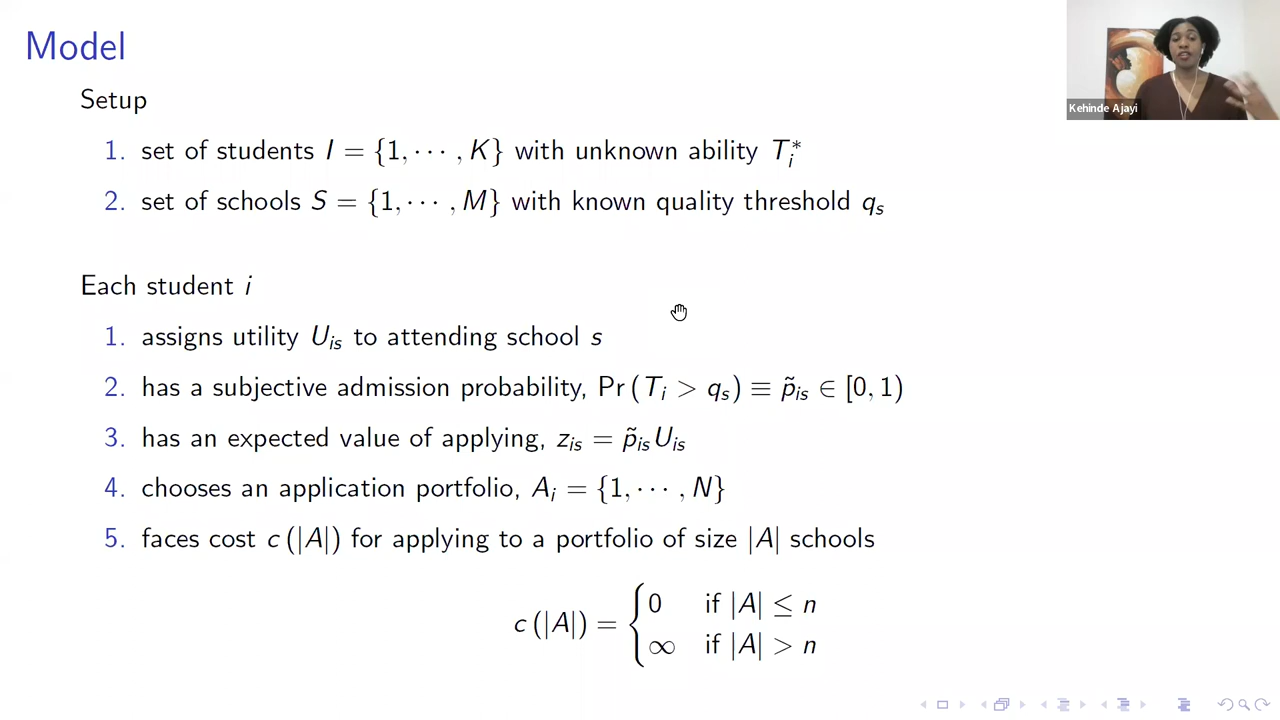 Model
Kehinde Ajayi
Setup
1. set of students I = {1, ⋯ , K} with unknown ability T_i^*
2. set of schools S = {1, ⋯ , M} with known quality threshold q_s
Each student i
1. assigns utility U_is to attending school s
2. has a subjective admission probability, Pr (T_i > q_s) ≡ p̃_is ∈ [0, 1)
3. has an expected value of applying, z_is = p̃_is U_is
4. chooses an application portfolio, A_i = {1, ⋯ , N}
5. faces cost c (|A|) for applying to a portfolio of size |A| schools
c (|A|) = { 0 if |A| ≤ n
∞ if |A| > n